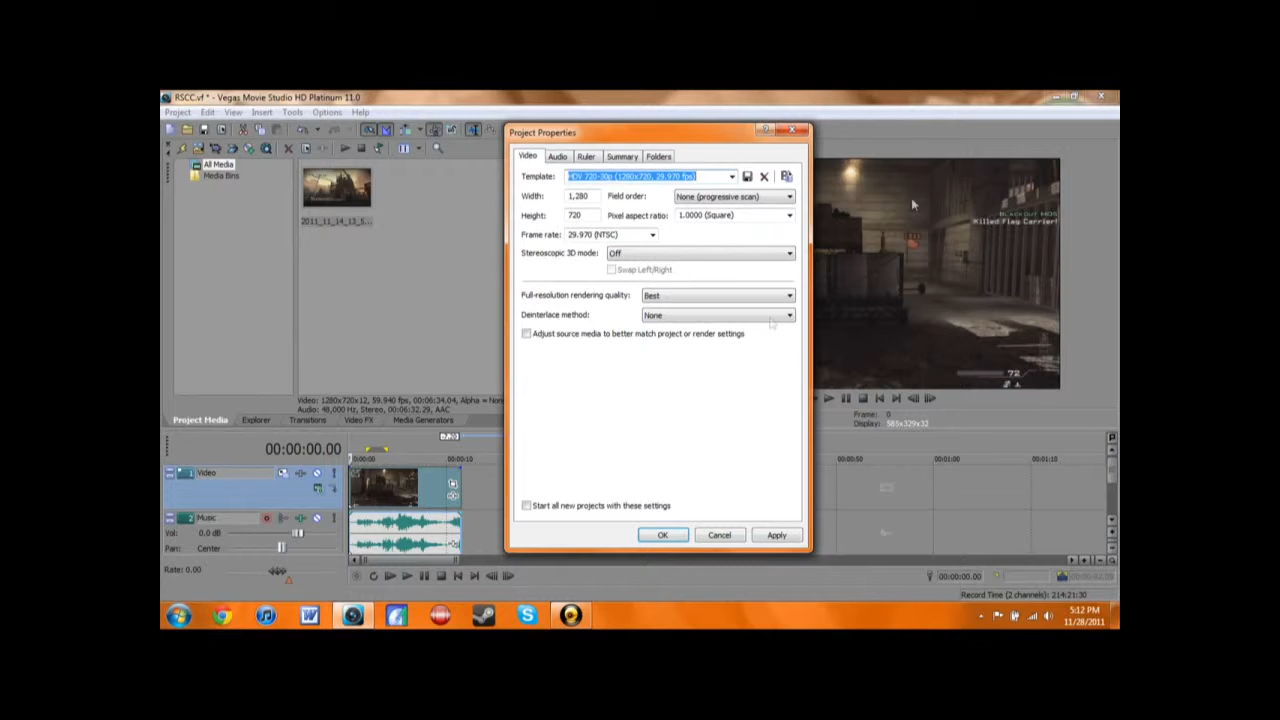 RSCC.vf * - Vegas Movie Studio HD Platinum 11.0
Project Edit View Insert Tools Options Help
All Media
Media Bins
2011_11_14_13_5...
Video: 1280x720x12, 59.940 fps, 00:06:34.04, Alpha = Non
Audio: 48,000 Hz, Stereo, 00:06:32.29, AAC
Project Media Explorer Transitions Video FX Media Generators
Project Properties
Video Audio Ruler Summary Folders
Template: HDV 720-30p (1280x720, 29.970 fps)
Width: 1,280 Field order: None (progressive scan)
Height: 720 Pixel aspect ratio: 1.0000 (Square)
Frame rate: 29.970 (NTSC)
Stereoscopic 3D mode: Off
Swap Left/Right
Full-resolution rendering quality: Best
Deinterlace method: None
Adjust source media to better match project or render settings
Start all new projects with these settings
OK Cancel Apply
Killed Flag Carrier!
72
Frame: 0
Display: 585x329x32
00:00:00.00
0:00:00 00:00:10 00:00:50 00:01:00 00:01:10
1 Video
2 Music
Vol: 0.0 dB
Pan: Center
Rate: 0.00
00:00:00.00
Record Time (2 channels): 214:21:30
5:12 PM
11/28/2011